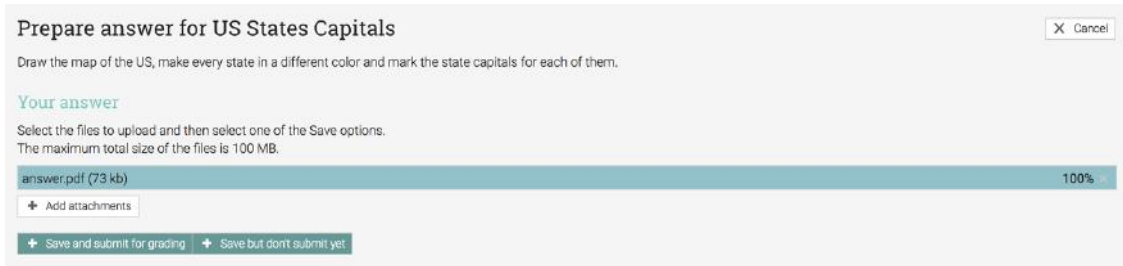 Prepare answer for US States Capitals
X Cancel
Draw the map of the US, make every state in a different color and mark the state capitals for each of them.
Your answer
Select the files to upload and then select one of the Save options.
The maximum total size of the files is 100 MB.
answer.pdf (73 kb) 100% ×
+ Add attachments
+ Save and submit for grading + Save but don't submit yet